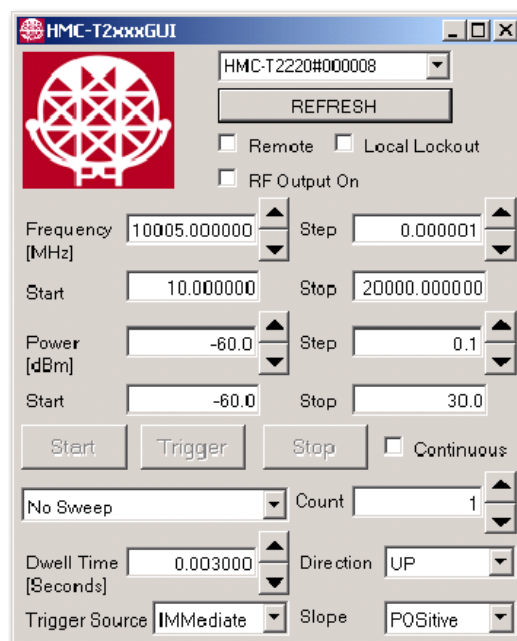 HMC-T2xxxGUI
HMC-T2220#000008
REFRESH
Remote Local Lockout
RF Output On
Frequency [MHz] 10005.000000 Step 0.000001
Start 10.000000 Stop 20000.000000
Power [dBm] -60.0 Step 0.1
Start -60.0 Stop 30.0
Start Trigger Stop Continuous
No Sweep Count 1
Dwell Time [Seconds] 0.003000 Direction UP
Trigger Source IMMediate Slope POSitive